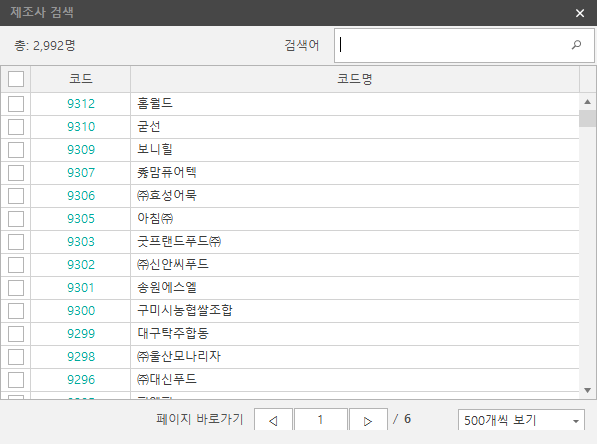 제조사 검색
총: 2,992명 검색어
코드 코드명
9312 홈월드
9310 굳선
9309 보니힐
9307 秀맘퓨어텍
9306 ㈜효성어묵
9305 아침㈜
9303 굿프랜드푸드㈜
9302 ㈜신안씨푸드
9301 송원에스엘
9300 구미시농협쌀조합
9299 대구탁주합동
9298 ㈜울산모나리자
9296 ㈜대신푸드
페이지 바로가기 1 / 6 500개씩 보기